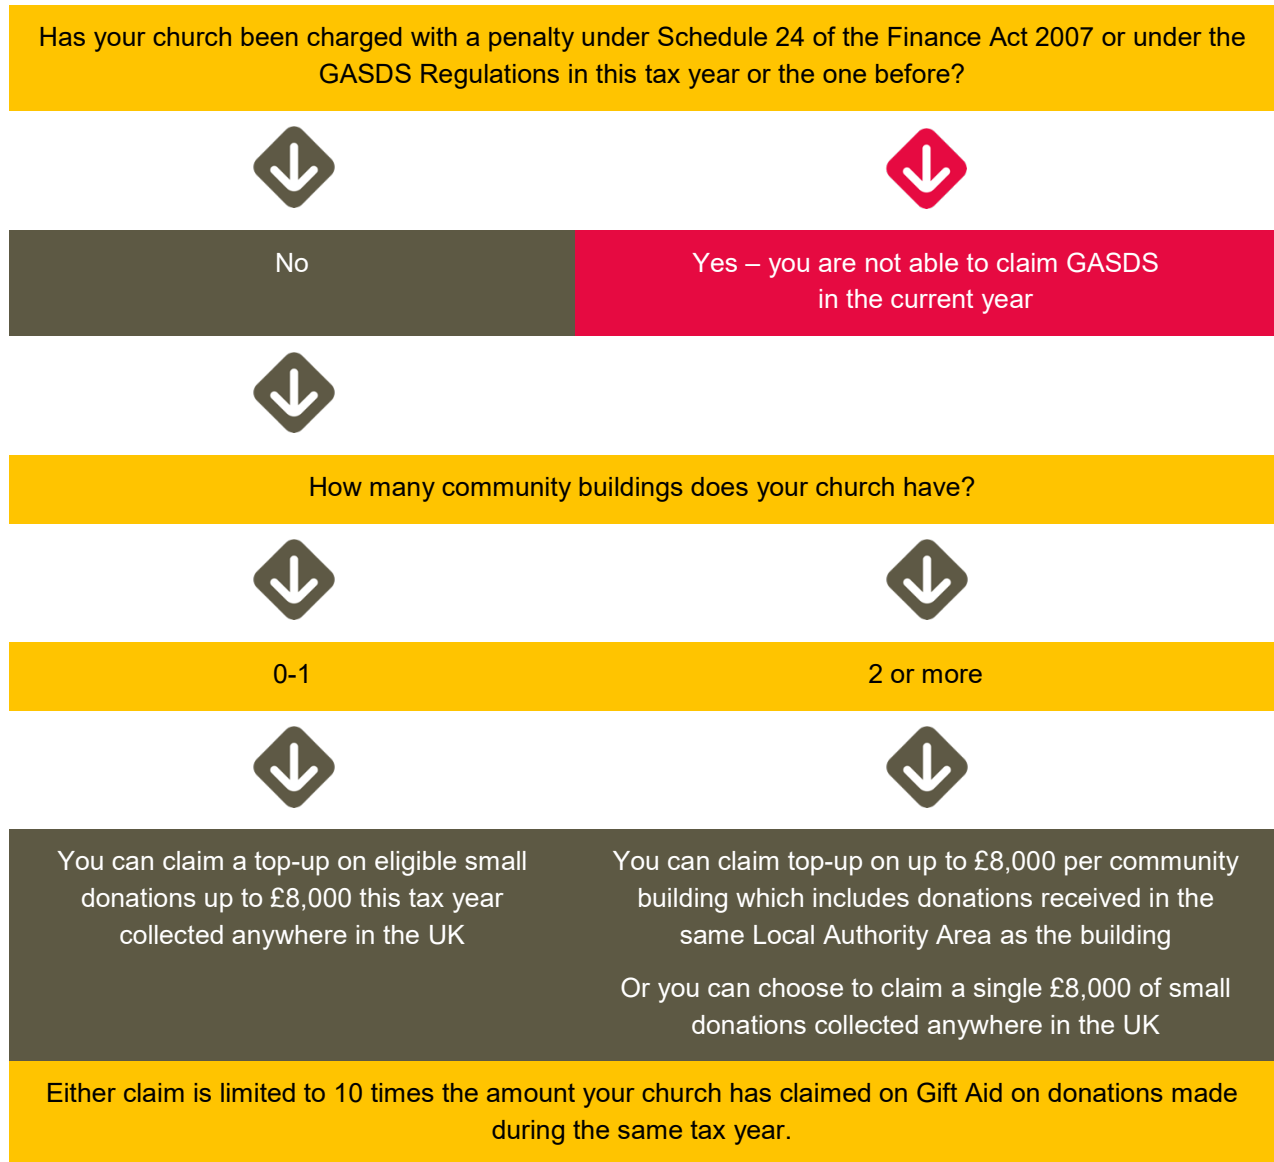 Has your church been charged with a penalty under Schedule 24 of the Finance Act 2007 or under the
GASDS Regulations in this tax year or the one before?
No
Yes – you are not able to claim GASDS
in the current year
How many community buildings does your church have?
0-1
2 or more
You can claim a top-up on eligible small
donations up to £8,000 this tax year
collected anywhere in the UK
You can claim top-up on up to £8,000 per community
building which includes donations received in the
same Local Authority Area as the building
Or you can choose to claim a single £8,000 of small
donations collected anywhere in the UK
Either claim is limited to 10 times the amount your church has claimed on Gift Aid on donations made
during the same tax year.